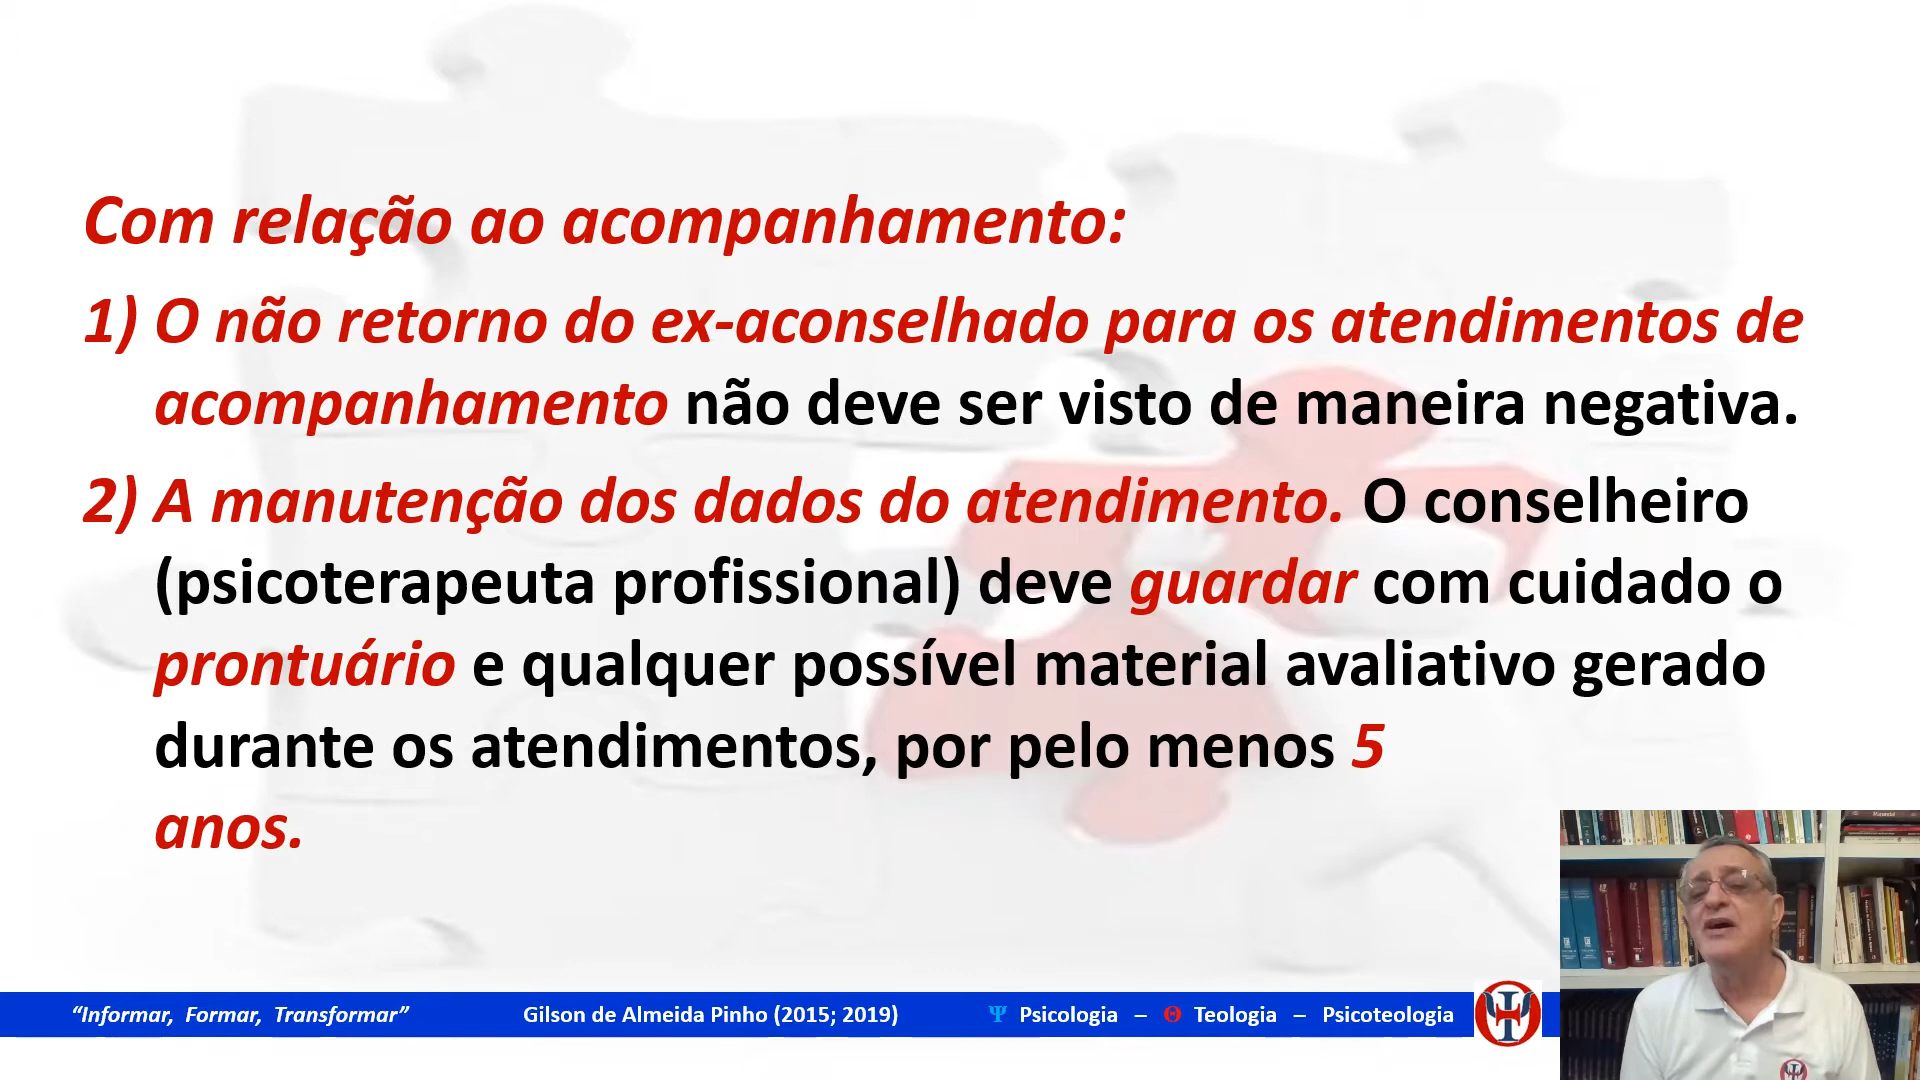 Com relação ao acompanhamento:
1) O não retorno do ex-aconselhado para os atendimentos de
acompanhamento não deve ser visto de maneira negativa.
2) A manutenção dos dados do atendimento. O conselheiro
(psicoterapeuta profissional) deve guardar com cuidado o
prontuário e qualquer possível material avaliativo gerado
durante os atendimentos, por pelo menos 5
anos.
“Informar, Formar, Transformar” Gilson de Almeida Pinho (2015; 2019) Ψ Psicologia – Θ Teologia – Psicoteologia